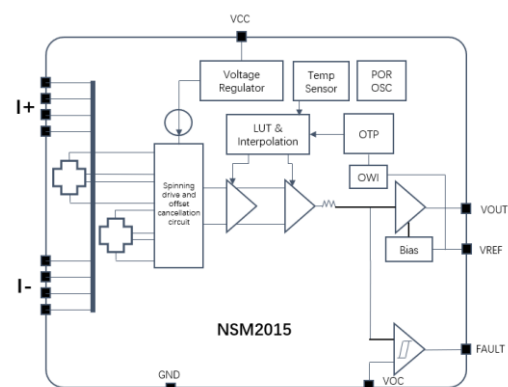 VCC
Voltage
Regulator
Temp
Sensor
POR
OSC
I+
LUT &
Interpolation
OTP
OWI
Spinning
drive and
offset
cancellation
circuit
VOUT
Bias
VREF
I-
NSM2015
FAULT
GND
VOC